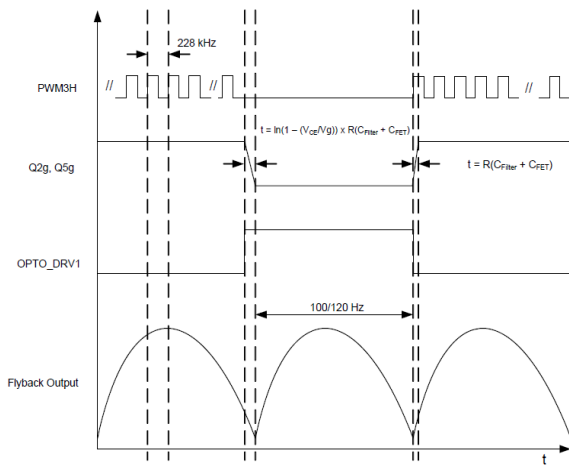 228 kHz
// // //
PWM3H
t = ln(1 – (VCE/Vg)) x R(CFilter + CFET)
Q2g, Q5g
t = R(CFilter + CFET)
OPTO_DRV1
100/120 Hz
Flyback Output
t